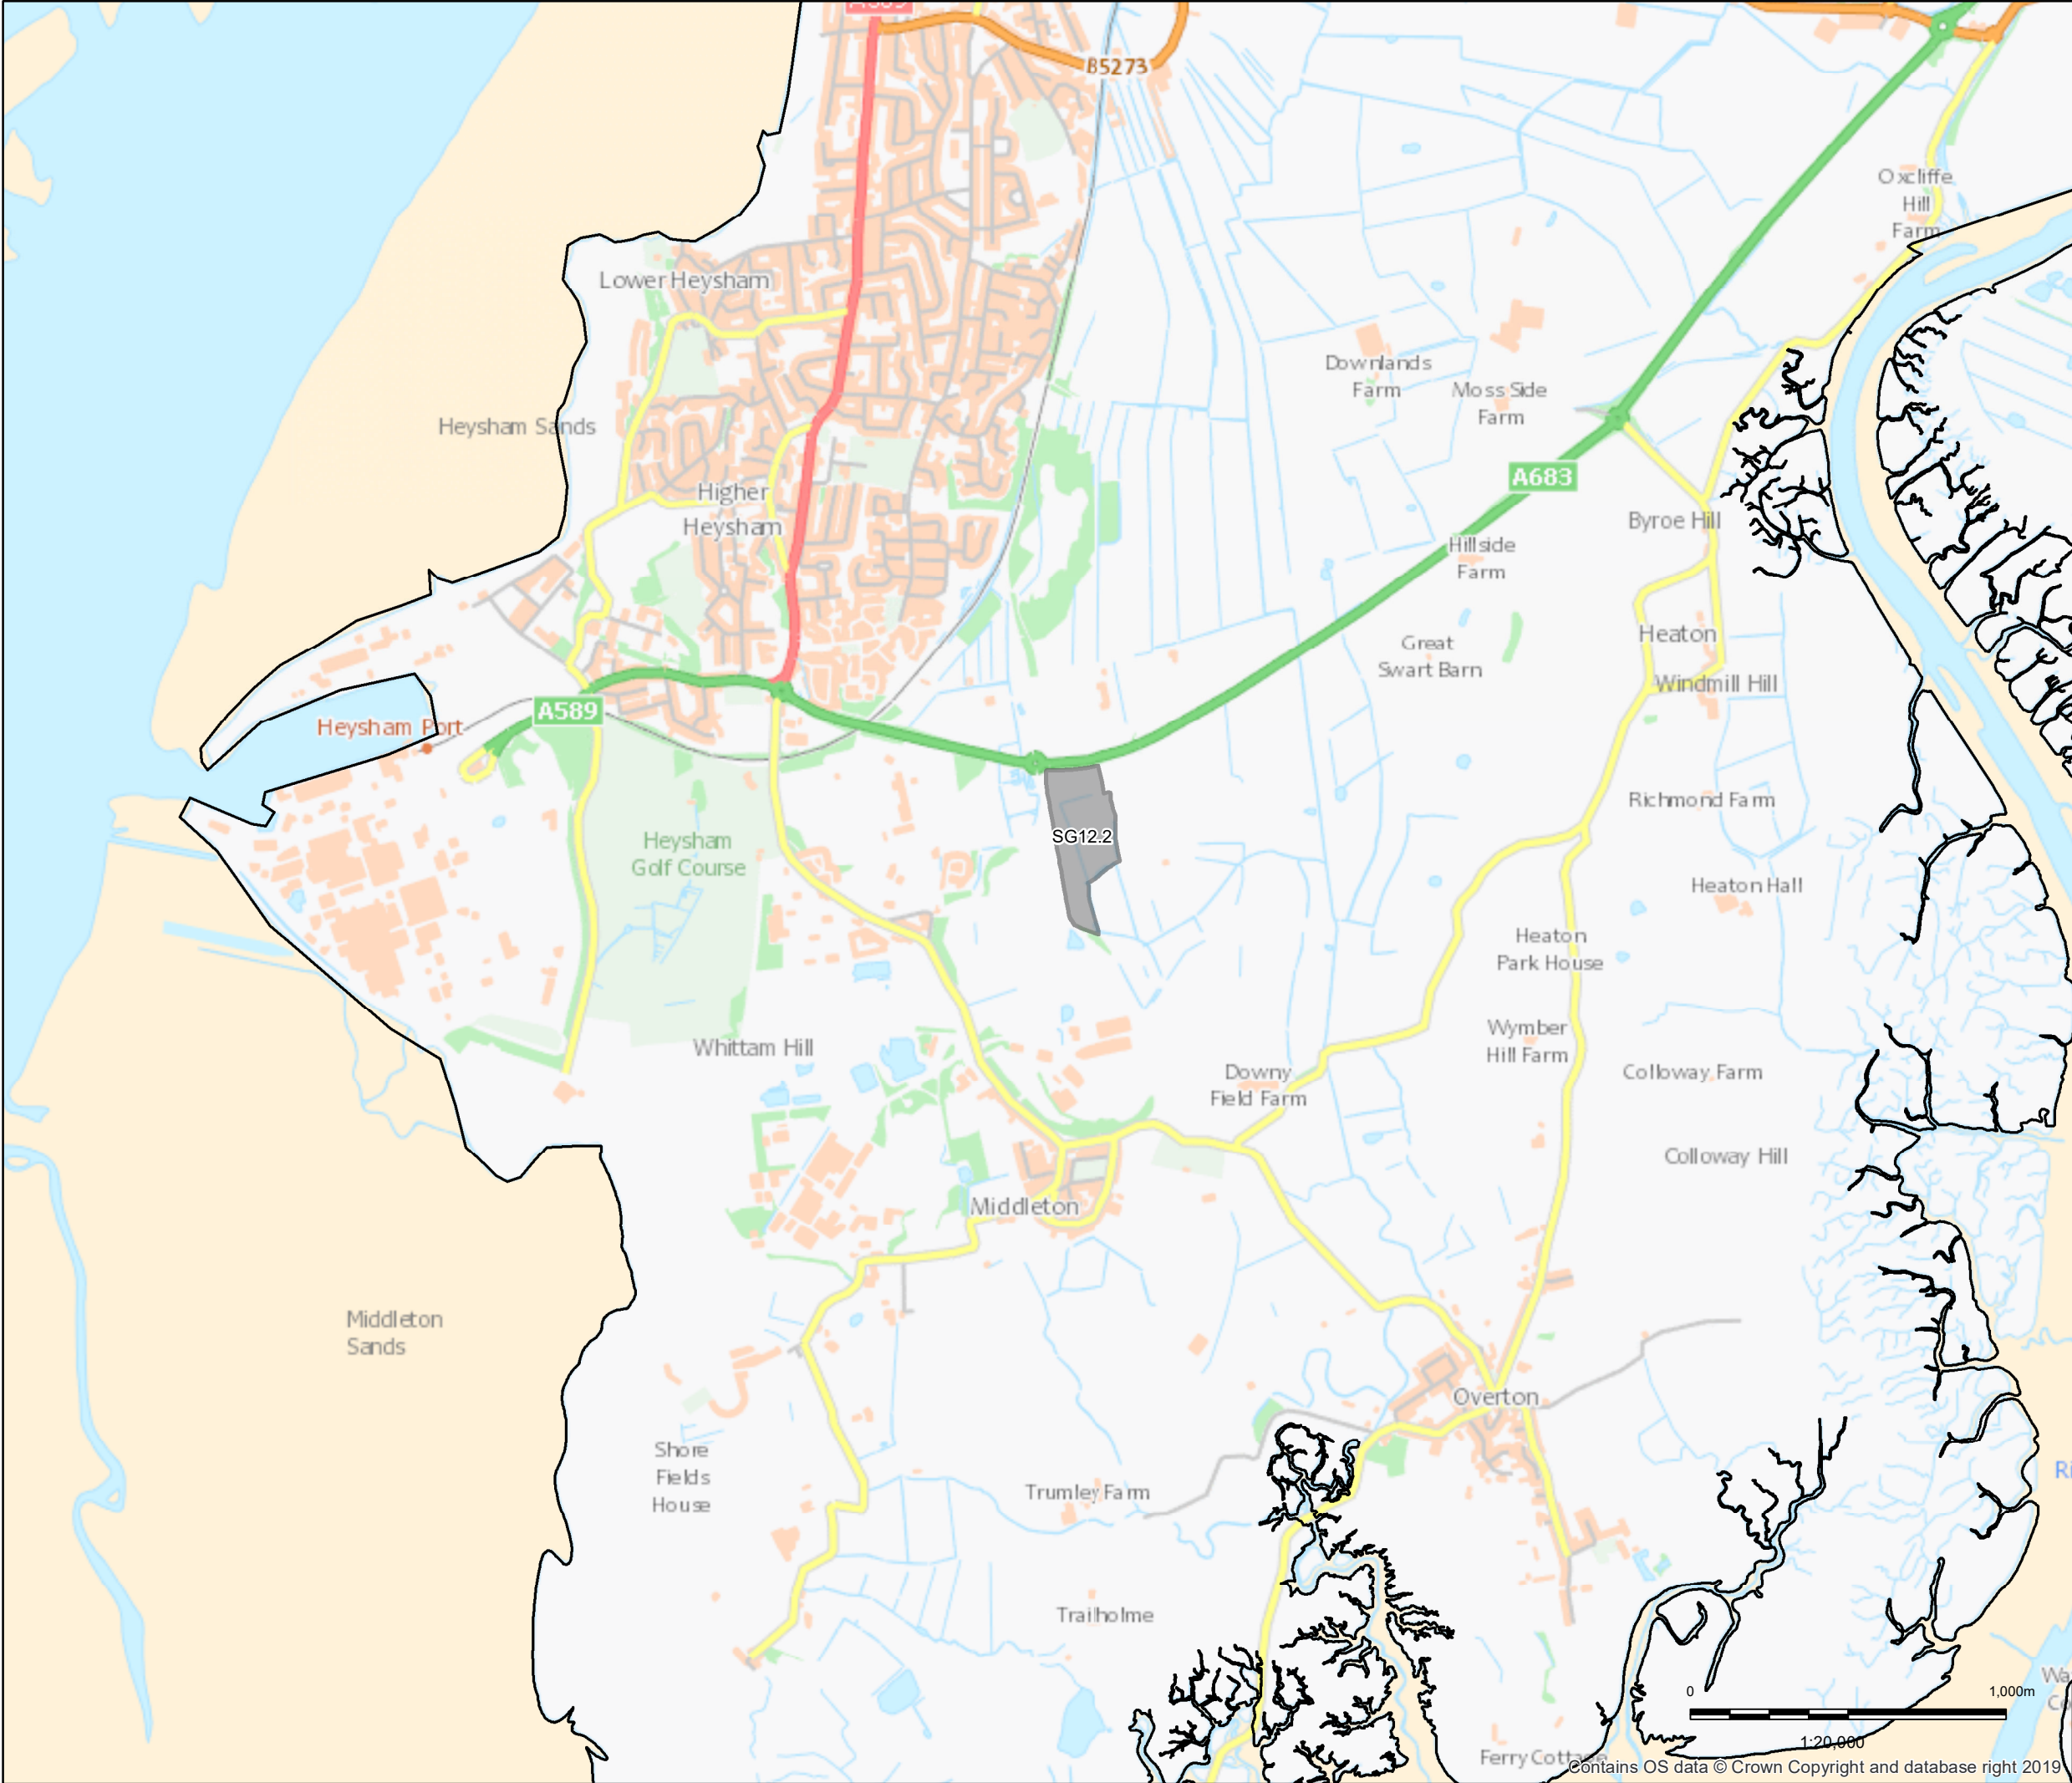 B5273
Oxcliffe
Hill
Farm
Lower Heysham
Downlands
Farm
Moss Side
Farm
Heysham Sands
A683
Higher
Heysham
Byroe Hill
Hillside
Farm
Heaton
Great
Swart Barn
Windmill Hill
A589
Heysham Port
Richmond Farm
SG12.2
Heysham
Golf Course
Heaton Hall
Heaton
Park House
Wymber
Hill Farm
Whittam Hill
Downy
Field Farm
Colloway Farm
Colloway Hill
Middleton
Middleton
Sands
Overton
Shore
Fields
House
Trumley Farm
Trailholme
0 1,000m
1:20,000
Ferry Cottage
Contains OS data © Crown Copyright and database right 2019